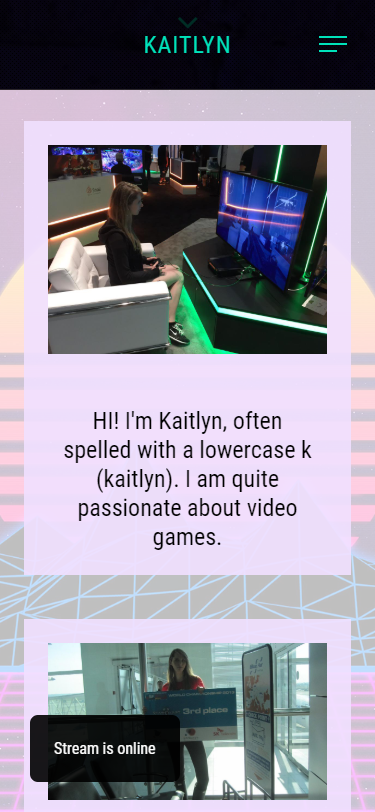 KAITLYN
HI! I'm Kaitlyn, often
spelled with a lowercase k
(kaitlyn). I am quite
passionate about video
games.
3rd place
Stream is online